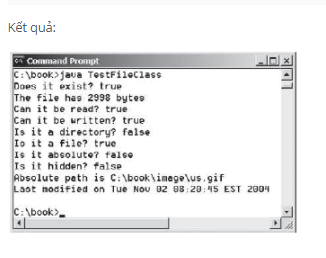 Kết quả:
Command Prompt
C:\book>java TestFileClass
Does it exist? true
The file has 2998 bytes
Can it be read? true
Can it be written? true
Is it a directory? false
Is it a file? true
Is it absolute? false
Is it hidden? false
Absolute path is C:\book\image\us.gif
Last modified on Tue Nov 02 08:20:45 EST 2004
C:\book>_